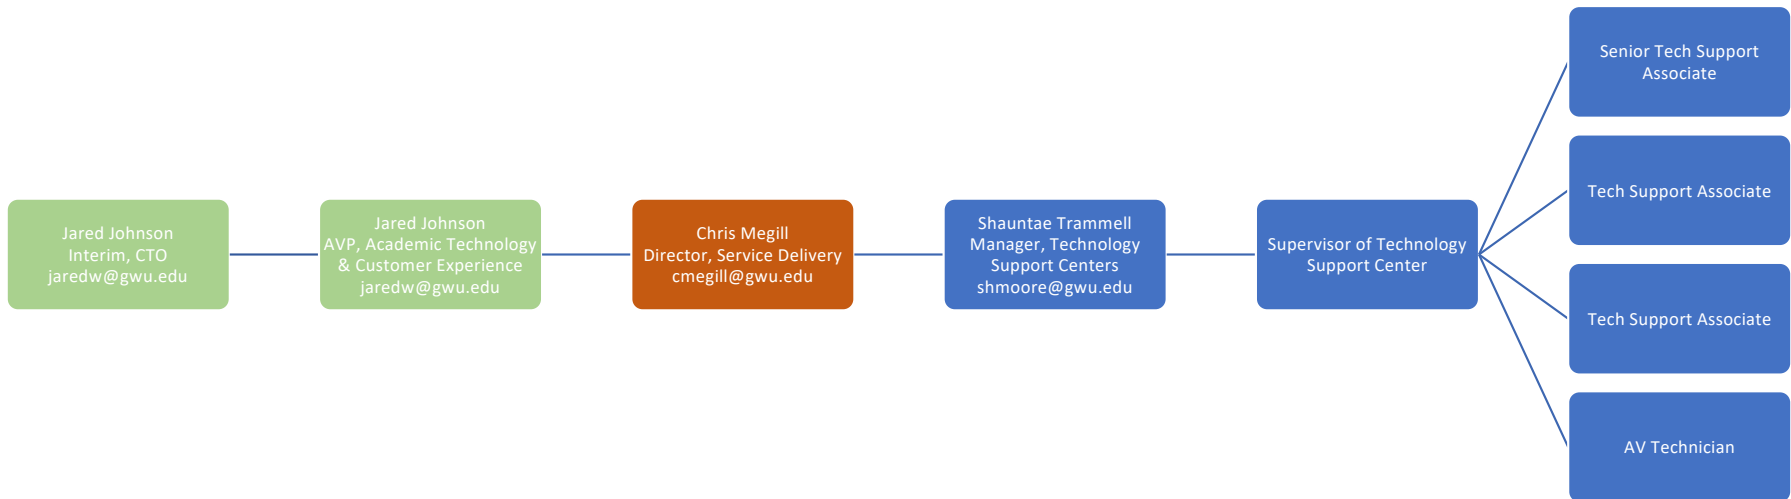 Jared Johnson
Interim, CTO
jaredw@gwu.edu
Jared Johnson
AVP, Academic Technology
& Customer Experience
jaredw@gwu.edu
Chris Megill
Director, Service Delivery
cmegill@gwu.edu
Shauntae Trammell
Manager, Technology
Support Centers
shmoore@gwu.edu
Supervisor of Technology
Support Center
Senior Tech Support
Associate
Tech Support Associate
Tech Support Associate
AV Technician